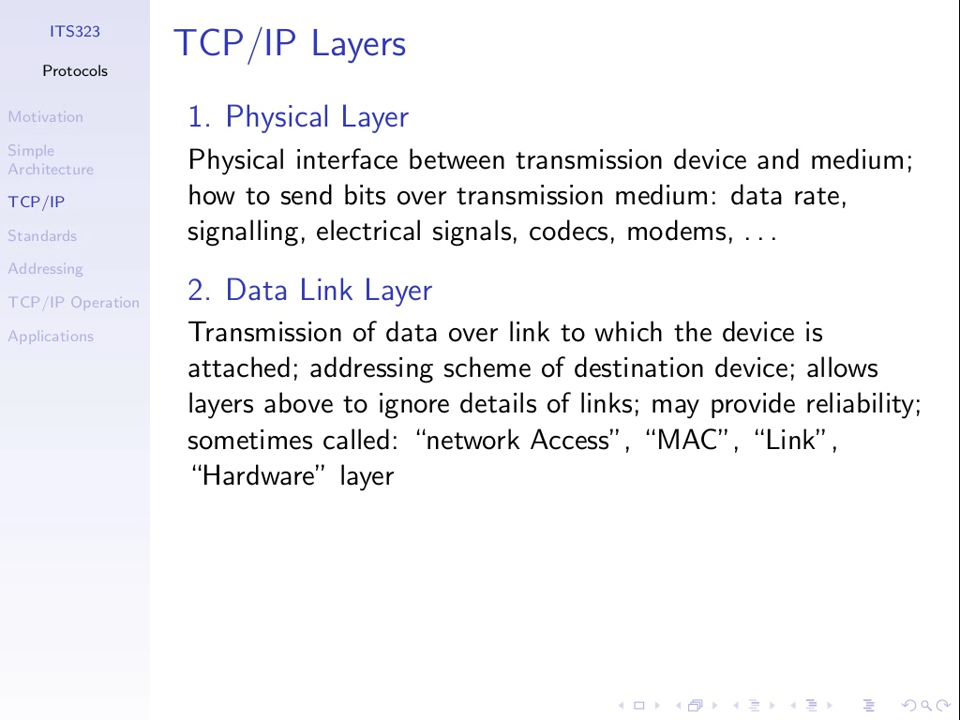 ITS323
Protocols
Motivation
Simple
Architecture
TCP/IP
Standards
Addressing
TCP/IP Operation
Applications
TCP/IP Layers
1. Physical Layer
Physical interface between transmission device and medium;
how to send bits over transmission medium: data rate,
signalling, electrical signals, codecs, modems, . . .
2. Data Link Layer
Transmission of data over link to which the device is
attached; addressing scheme of destination device; allows
layers above to ignore details of links; may provide reliability;
sometimes called: “network Access”, “MAC”, “Link”,
“Hardware” layer